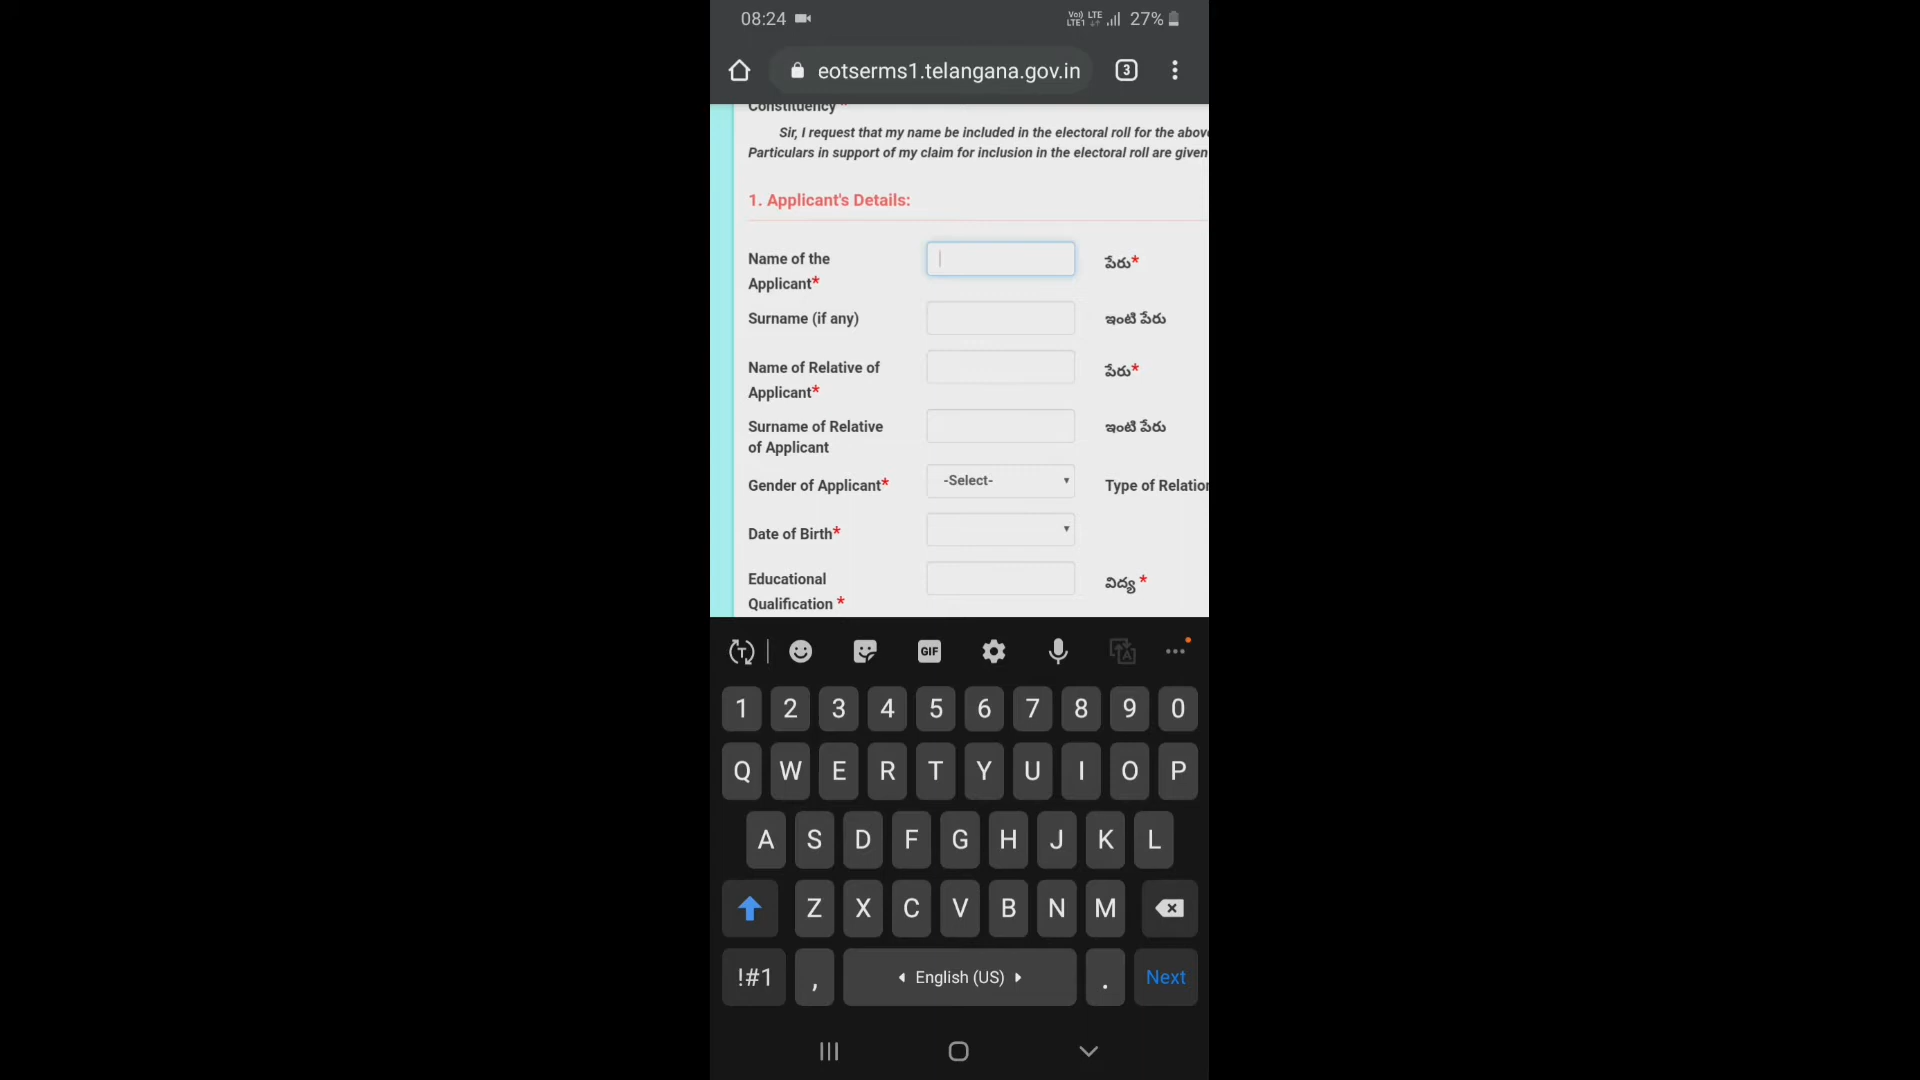 08:24
Vo) LTE
LTE1
27%
eotserms1.telangana.gov.in
3
Constituency *
Sir, I request that my name be included in the electoral roll for the abov
Particulars in support of my claim for inclusion in the electoral roll are given
1. Applicant's Details:
Name of the
Applicant*
పేరు*
Surname (if any)
ఇంటి పేరు
Name of Relative of
Applicant*
పేరు*
Surname of Relative
of Applicant
ఇంటి పేరు
Gender of Applicant*
-Select-
Type of Relation
Date of Birth*
Educational
Qualification *
విద్య *
GIF
1 2 3 4 5 6 7 8 9 0
Q W E R T Y U I O P
A S D F G H J K L
Z X C V B N M
!#1 , English (US) . Next